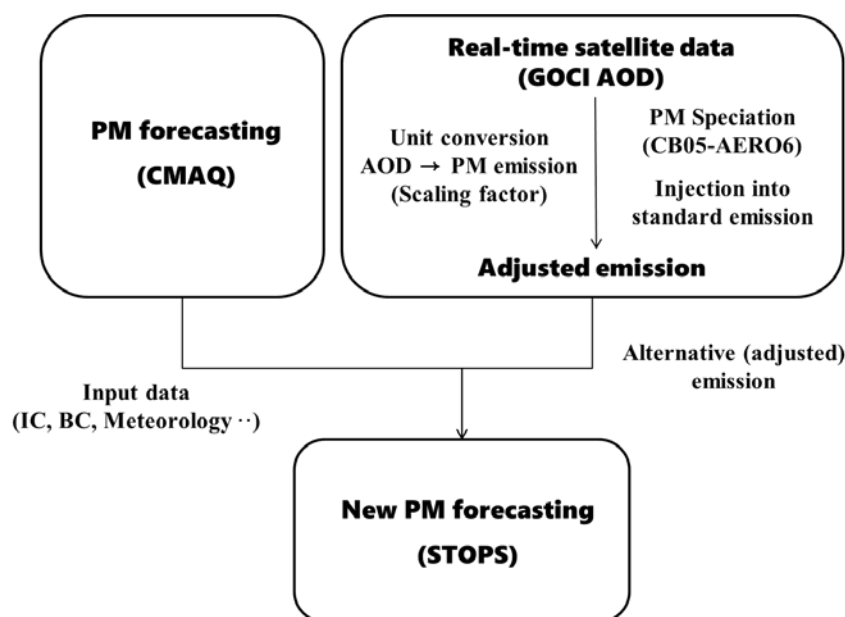 PM forecasting
(CMAQ)
Real-time satellite data
(GOCI AOD)
Unit conversion
AOD → PM emission
(Scaling factor)
PM Speciation
(CB05-AERO6)
Injection into
standard emission
Adjusted emission
Input data
(IC, BC, Meteorology ··)
Alternative (adjusted)
emission
New PM forecasting
(STOPS)